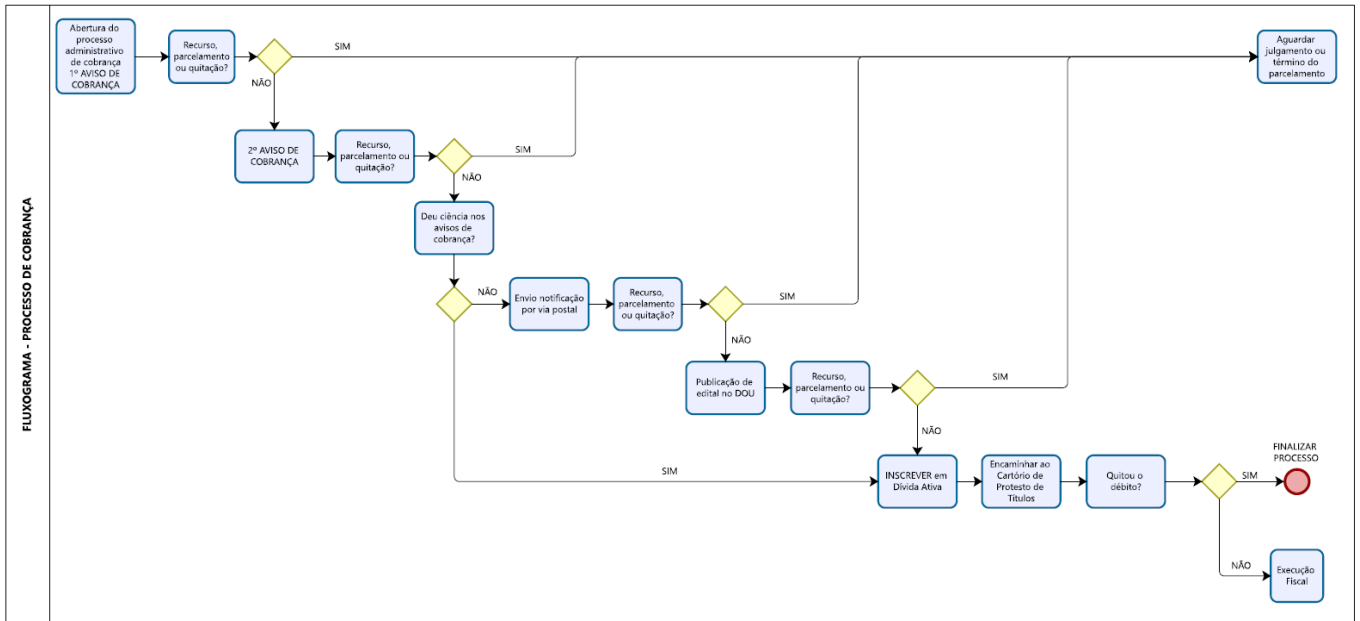 FLUXOGRAMA - PROCESSO DE COBRANÇA
Abertura do
processo
administrativo
de cobrança
1º AVISO DE
COBRANÇA
Recurso,
parcelamento
ou quitação?
SIM
NÃO
Aguardar
julgamento ou
término do
parcelamento
2º AVISO DE
COBRANÇA
Recurso,
parcelamento ou
quitação?
SIM
NÃO
Deu ciência nos
avisos de
cobrança?
NÃO
Envio notificação
por via postal
Recurso,
parcelamento
ou quitação?
SIM
NÃO
Publicação de
edital no DOU
Recurso,
parcelamento ou
quitação?
SIM
NÃO
SIM
INSCREVER em
Dívida Ativa
Encaminhar ao
Cartório de
Protesto de
Títulos
Quitou o
débito?
SIM
FINALIZAR
PROCESSO
NÃO
Execução
Fiscal